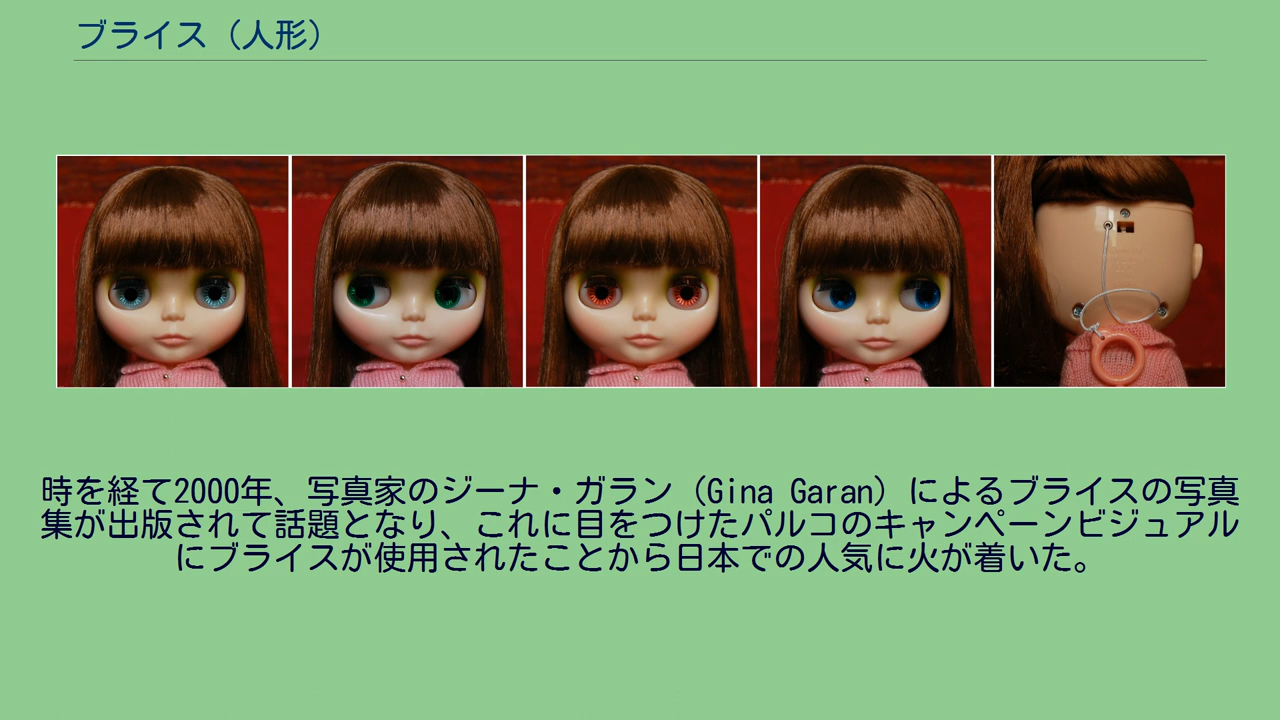 ブライス（人形）
時を経て2000年、写真家のジーナ・ガラン（Gina Garan）によるブライスの写真
集が出版されて話題となり、これに目をつけたパルコのキャンペーンビジュアル
にブライスが使用されたことから日本での人気に火が着いた。